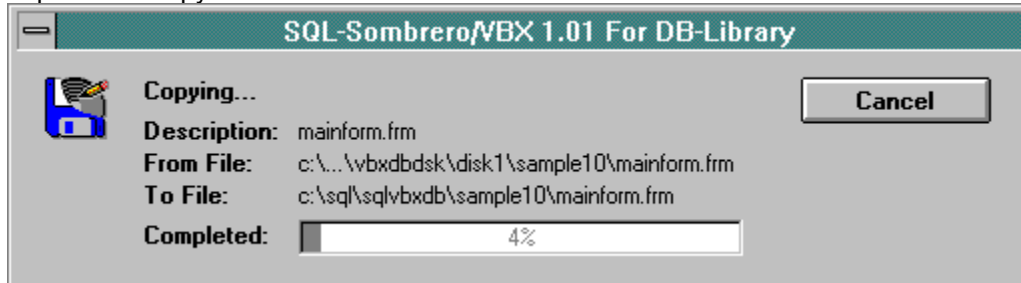 SQL-Sombrero/VBX 1.01 For DB-Library
Copying...
Cancel
Description: mainform.frm
From File: c:\...\vbxdbdsk\disk1\sample10\mainform.frm
To File: c:\sql\sqlvbxdb\sample10\mainform.frm
Completed: 4%